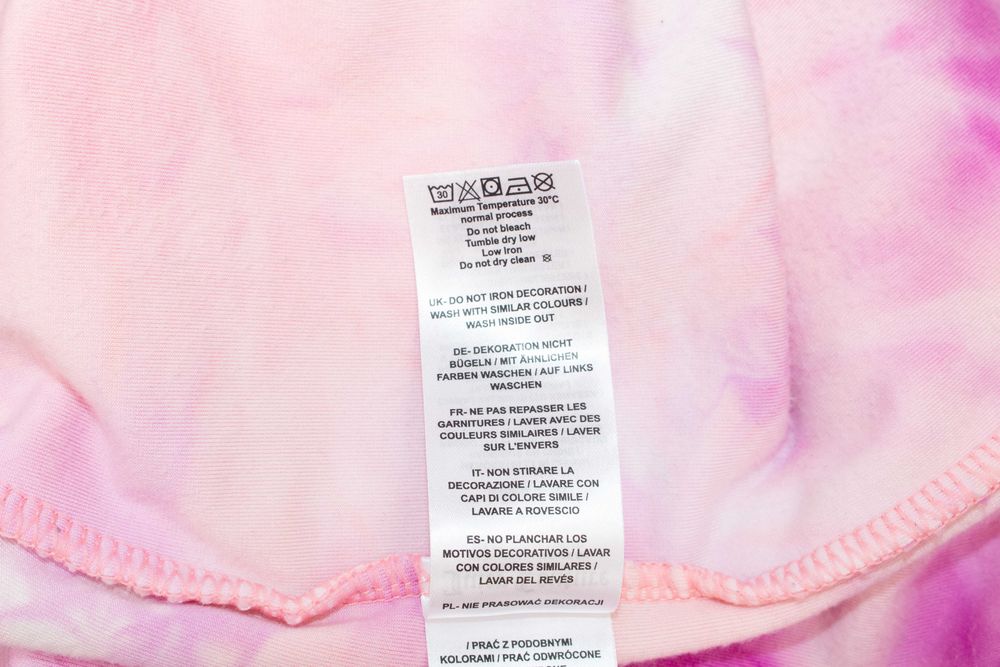 30
Maximum Temperature 30°C
normal process
Do not bleach
Tumble dry low
Low Iron
Do not dry clean
UK- DO NOT IRON DECORATION /
WASH WITH SIMILAR COLOURS /
WASH INSIDE OUT
DE- DEKORATION NICHT
BÜGELN / MIT ÄHNLICHEN
FARBEN WASCHEN / AUF LINKS
WASCHEN
FR- NE PAS REPASSER LES
GARNITURES / LAVER AVEC DES
COULEURS SIMILAIRES / LAVER
SUR L'ENVERS
IT- NON STIRARE LA
DECORAZIONE / LAVARE CON
CAPI DI COLORE SIMILE /
LAVARE A ROVESCIO
ES- NO PLANCHAR LOS
MOTIVOS DECORATIVOS / LAVAR
CON COLORES SIMILARES /
LAVAR DEL REVÉS
PL- NIE PRASOWAĆ DEKORACJI
/ PRAĆ Z PODOBNYMI
KOLORAMI / PRAĆ ODWRÓCONE